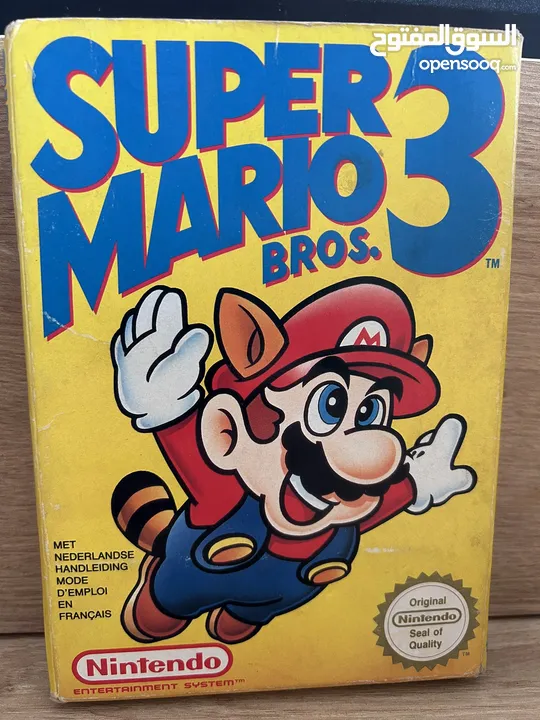 السوق المفتوح
opensooq.com
SUPER
MARIO
BROS. 3
TM
M
MET
NEDERLANDSE
HANDLEIDING
MODE
D'EMPLOI
EN
FRANÇAIS
Original
Nintendo
Seal of
Quality
TM
Nintendo
ENTERTAINMENT SYSTEM™